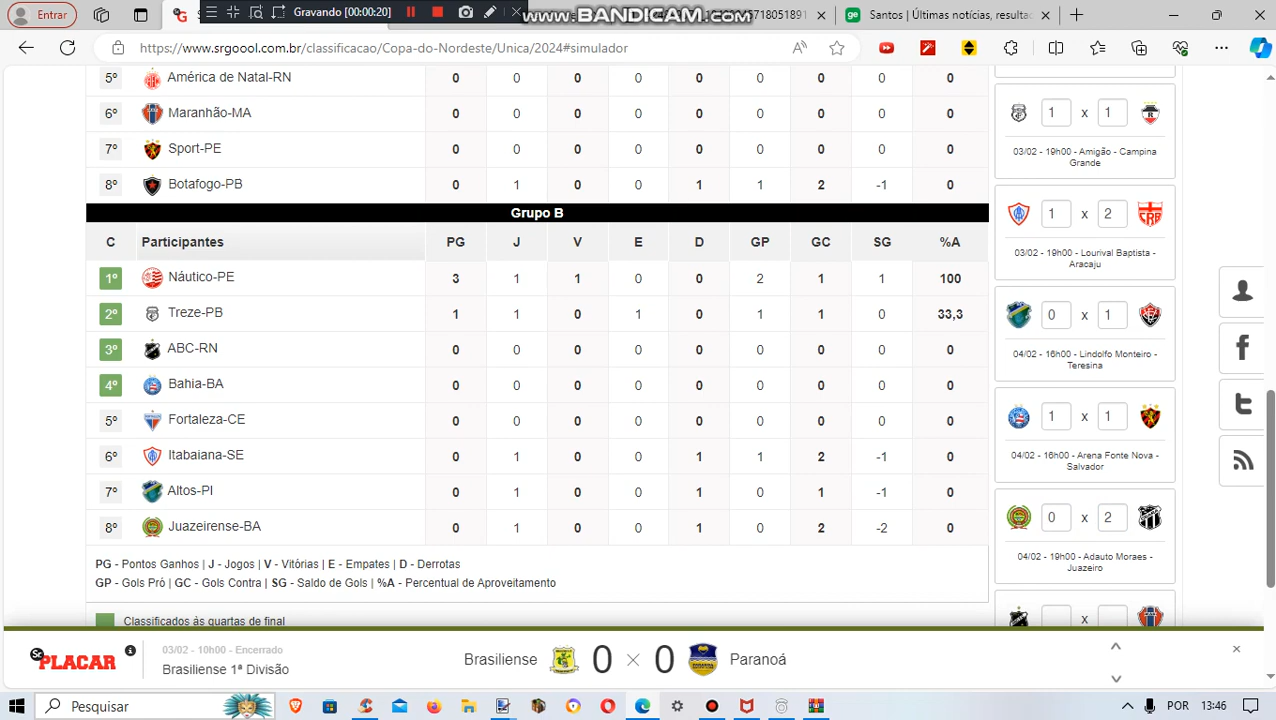 Entrar
Gravando [00:00:20]
www.BANDICAM.com
5718051891
Santos | Últimas notícias, resultad
https://www.srgoool.com.br/classificacao/Copa-do-Nordeste/Unica/2024#simulador
5º América de Natal-RN 0 0 0 0 0 0 0 0 0
6º Maranhão-MA 0 0 0 0 0 0 0 0 0
7º Sport-PE 0 0 0 0 0 0 0 0 0
8º Botafogo-PB 0 1 0 0 1 1 2 -1 0
Grupo B
C Participantes PG J V E D GP GC SG %A
1º Náutico-PE 3 1 1 0 0 2 1 1 100
2º Treze-PB 1 1 0 1 0 1 1 0 33,3
3º ABC-RN 0 0 0 0 0 0 0 0 0
4º Bahia-BA 0 0 0 0 0 0 0 0 0
5º Fortaleza-CE 0 0 0 0 0 0 0 0 0
6º Itabaiana-SE 0 1 0 0 1 1 2 -1 0
7º Altos-PI 0 1 0 0 1 0 1 -1 0
8º Juazeirense-BA 0 1 0 0 1 0 2 -2 0
PG - Pontos Ganhos | J - Jogos | V - Vitórias | E - Empates | D - Derrotas
GP - Gols Pró | GC - Gols Contra | SG - Saldo de Gols | %A - Percentual de Aproveitamento
Classificados às quartas de final
1 x 1
03/02 - 19h00 - Amigão - Campina
Grande
1 x 2
CRB
03/02 - 19h00 - Lourival Baptista -
Aracaju
0 x 1
04/02 - 16h00 - Lindolfo Monteiro -
Teresina
1 x 1
04/02 - 16h00 - Arena Fonte Nova -
Salvador
0 x 2
04/02 - 19h00 - Adauto Moraes -
Juazeiro
x
PLACAR
03/02 - 10h00 - Encerrado
Brasiliense 1ª Divisão
Brasiliense 0 × 0 Paranoá
Pesquisar
POR 13:46